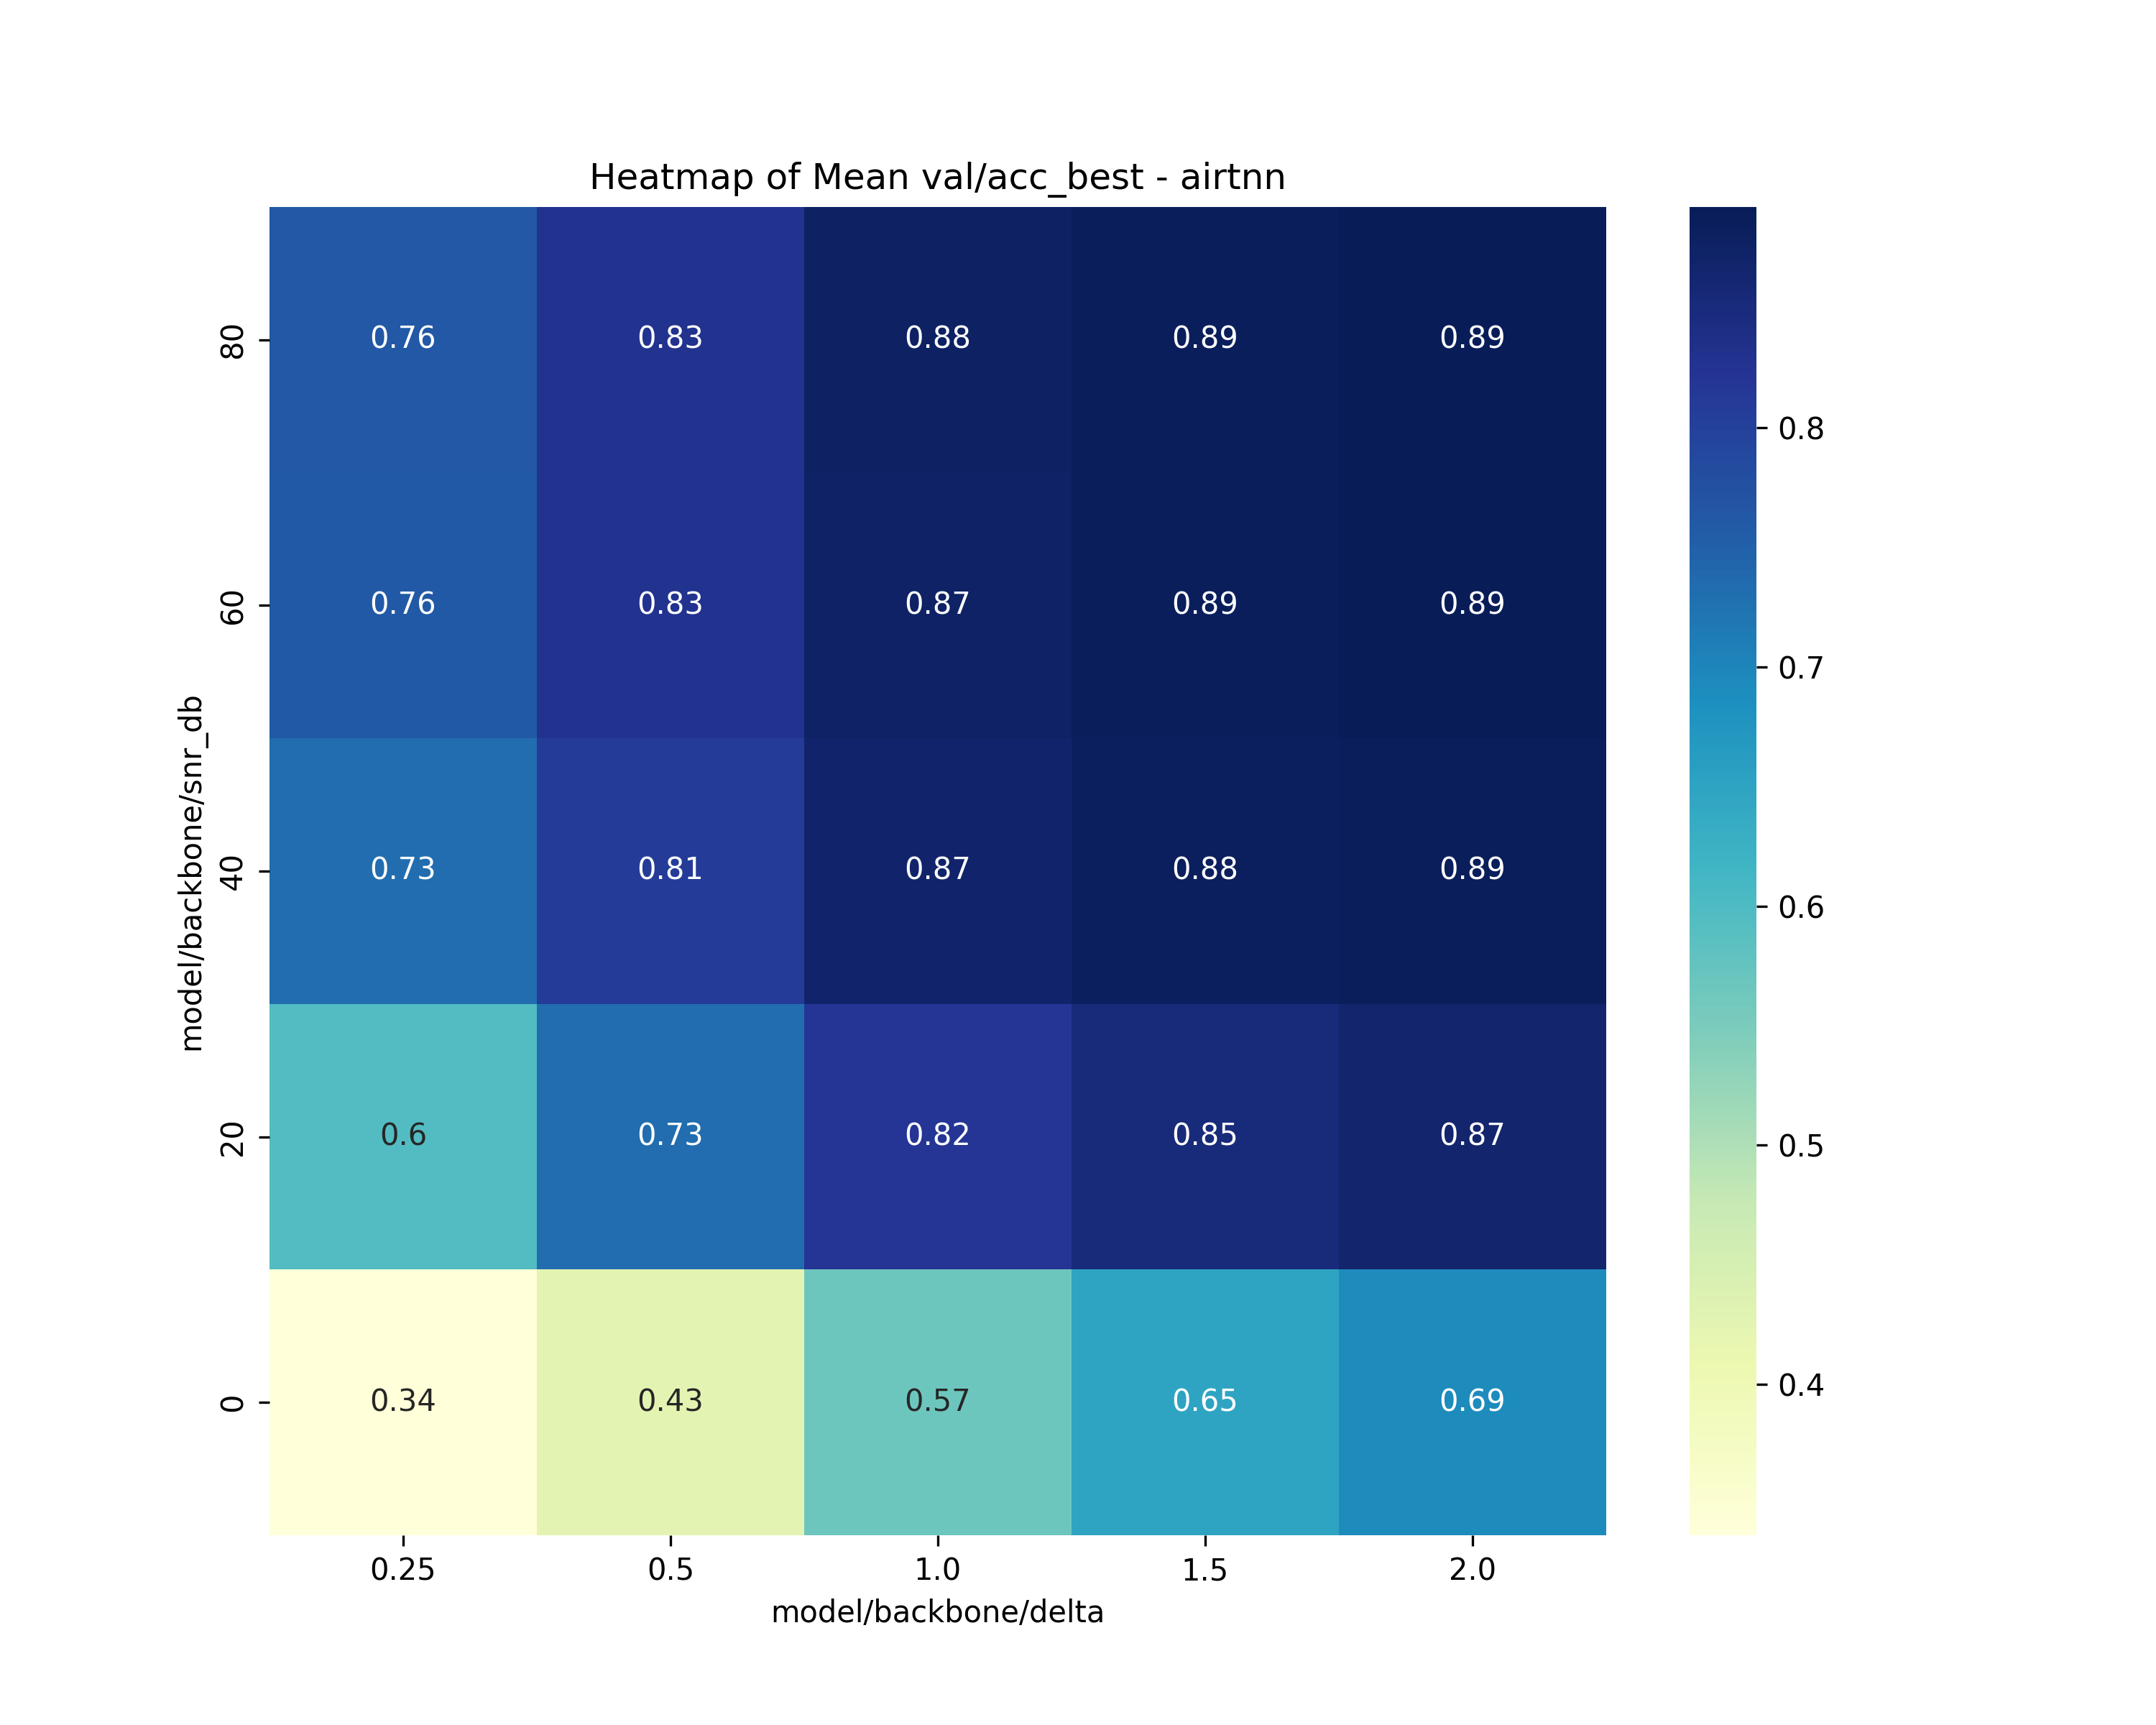 Heatmap of Mean val/acc_best - airtnn
model/backbone/snr_db
80 0.76 0.83 0.88 0.89 0.89
60 0.76 0.83 0.87 0.89 0.89
40 0.73 0.81 0.87 0.88 0.89
20 0.6 0.73 0.82 0.85 0.87
0 0.34 0.43 0.57 0.65 0.69
0.25 0.5 1.0 1.5 2.0
model/backbone/delta
0.8
0.7
0.6
0.5
0.4